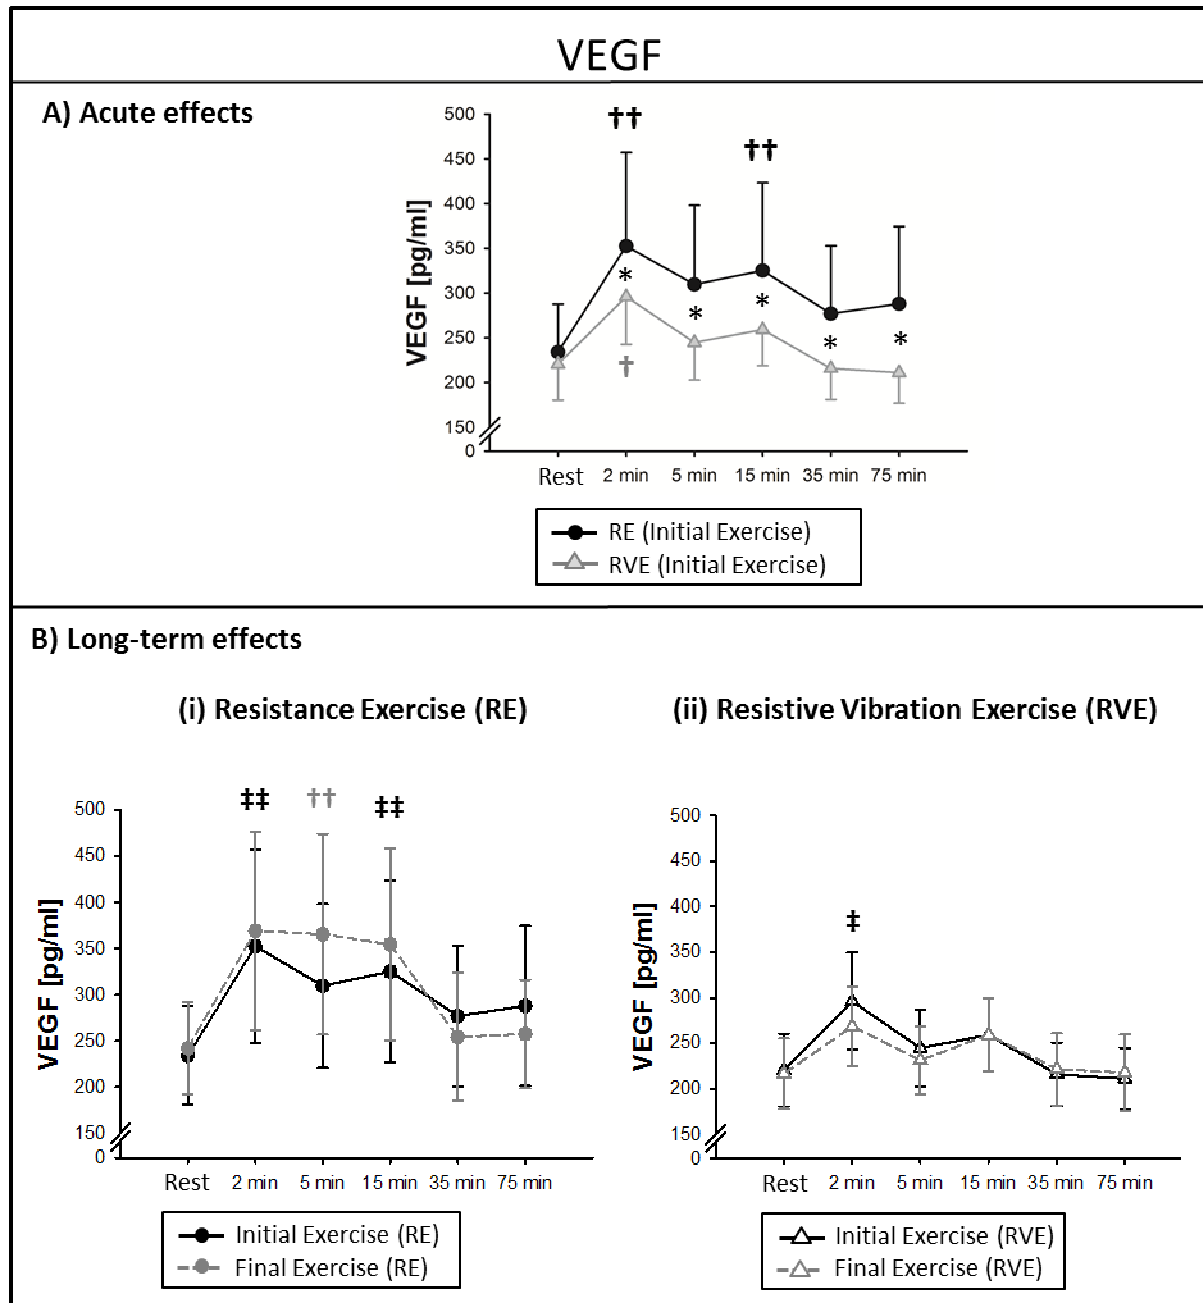 VEGF
A) Acute effects
††
††
500
450
400
350
300
250
200
150
0
VEGF [pg/ml]
* * * * *
†
Rest 2 min 5 min 15 min 35 min 75 min
RE (Initial Exercise)
RVE (Initial Exercise)
B) Long-term effects
(i) Resistance Exercise (RE)
‡‡ †† ‡‡
500
450
400
350
300
250
200
150
0
VEGF [pg/ml]
Rest 2 min 5 min 15 min 35 min 75 min
Initial Exercise (RE)
Final Exercise (RE)
(ii) Resistive Vibration Exercise (RVE)
‡
500
450
400
350
300
250
200
150
0
VEGF [pg/ml]
Rest 2 min 5 min 15 min 35 min 75 min
Initial Exercise (RVE)
Final Exercise (RVE)